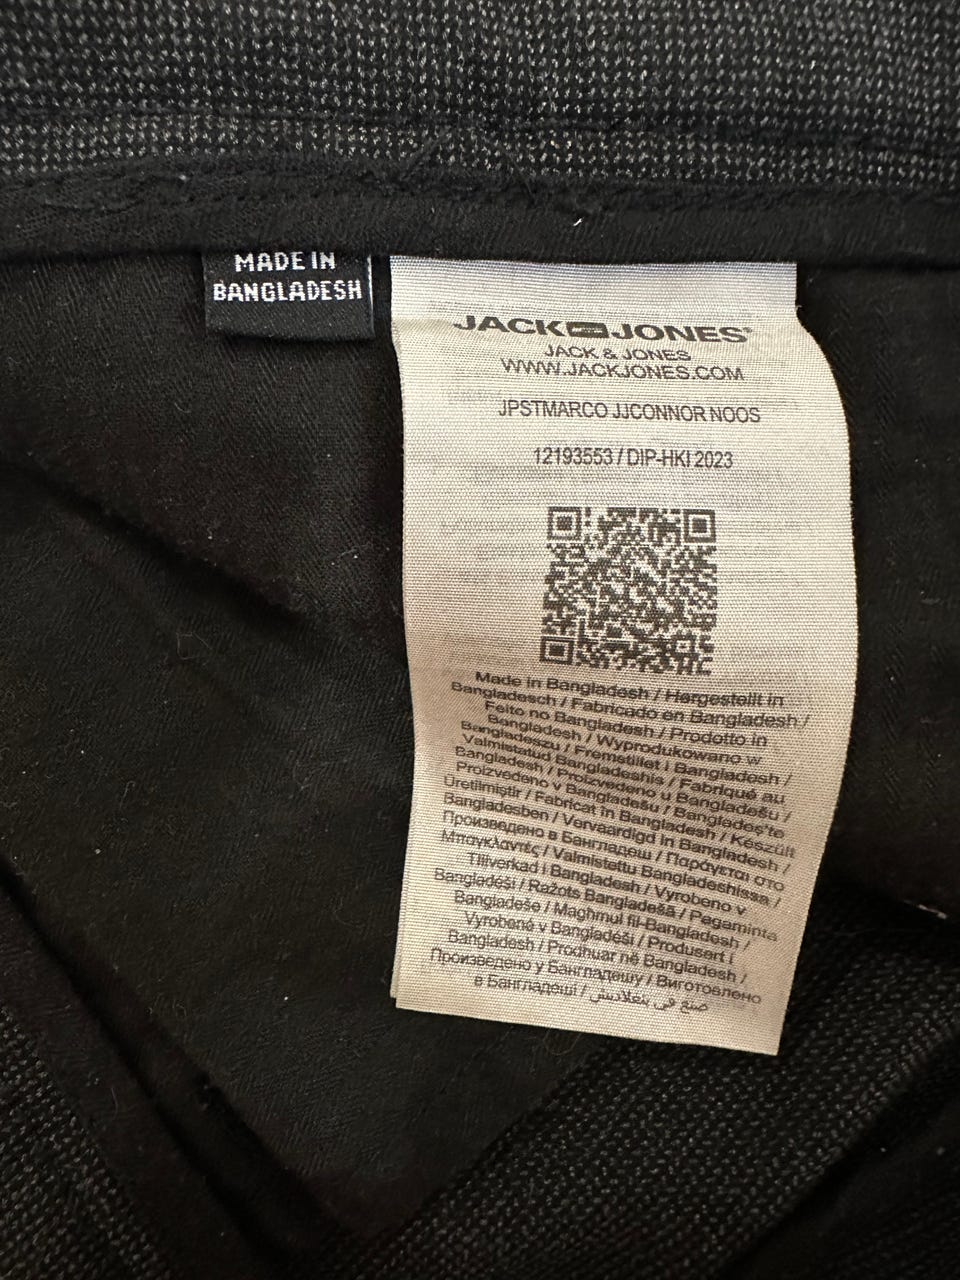 MADE IN
BANGLADESH
JACK JONES®
JACK & JONES
WWW.JACKJONES.COM
JPSTMARCO JJCONNOR NOOS
12193553 / DIP-HKI 2023
Made in Bangladesh / Hergestellt in
Bangladesch / Fabricado en Bangladesh /
Feito no Bangladesh / Prodotto in
Bangladesh / Wyprodukowano w
Bangladeszu / Fremstillet i Bangladesh /
Valmistatud Bangladeshis / Fabriqué au
Bangladesh / Proizvedeno u Bangladešu /
Proizvedeno v Bangladešu / Bangladeş'te
Üretilmiştir / Fabricat în Bangladesh / Készült
Bangladesben / Vervaardigd in Bangladesh /
Произведено в Бангладеш / Παράγεται στο
Μπαγκλαντές / Valmistettu Bangladeshissa /
Tillverkad i Bangladesh / Vyrobeno v
Bangladéši / Ražots Bangladešā / Pagaminta
Bangladeše / Magħmul fil-Bangladesh /
Vyrobené v Bangladéši / Produsert i
Bangladesh / Prodhuar në Bangladesh /
Произведено у Бангладешу / Виготовлено
в Бангладеші / صنع في بنغلاديش